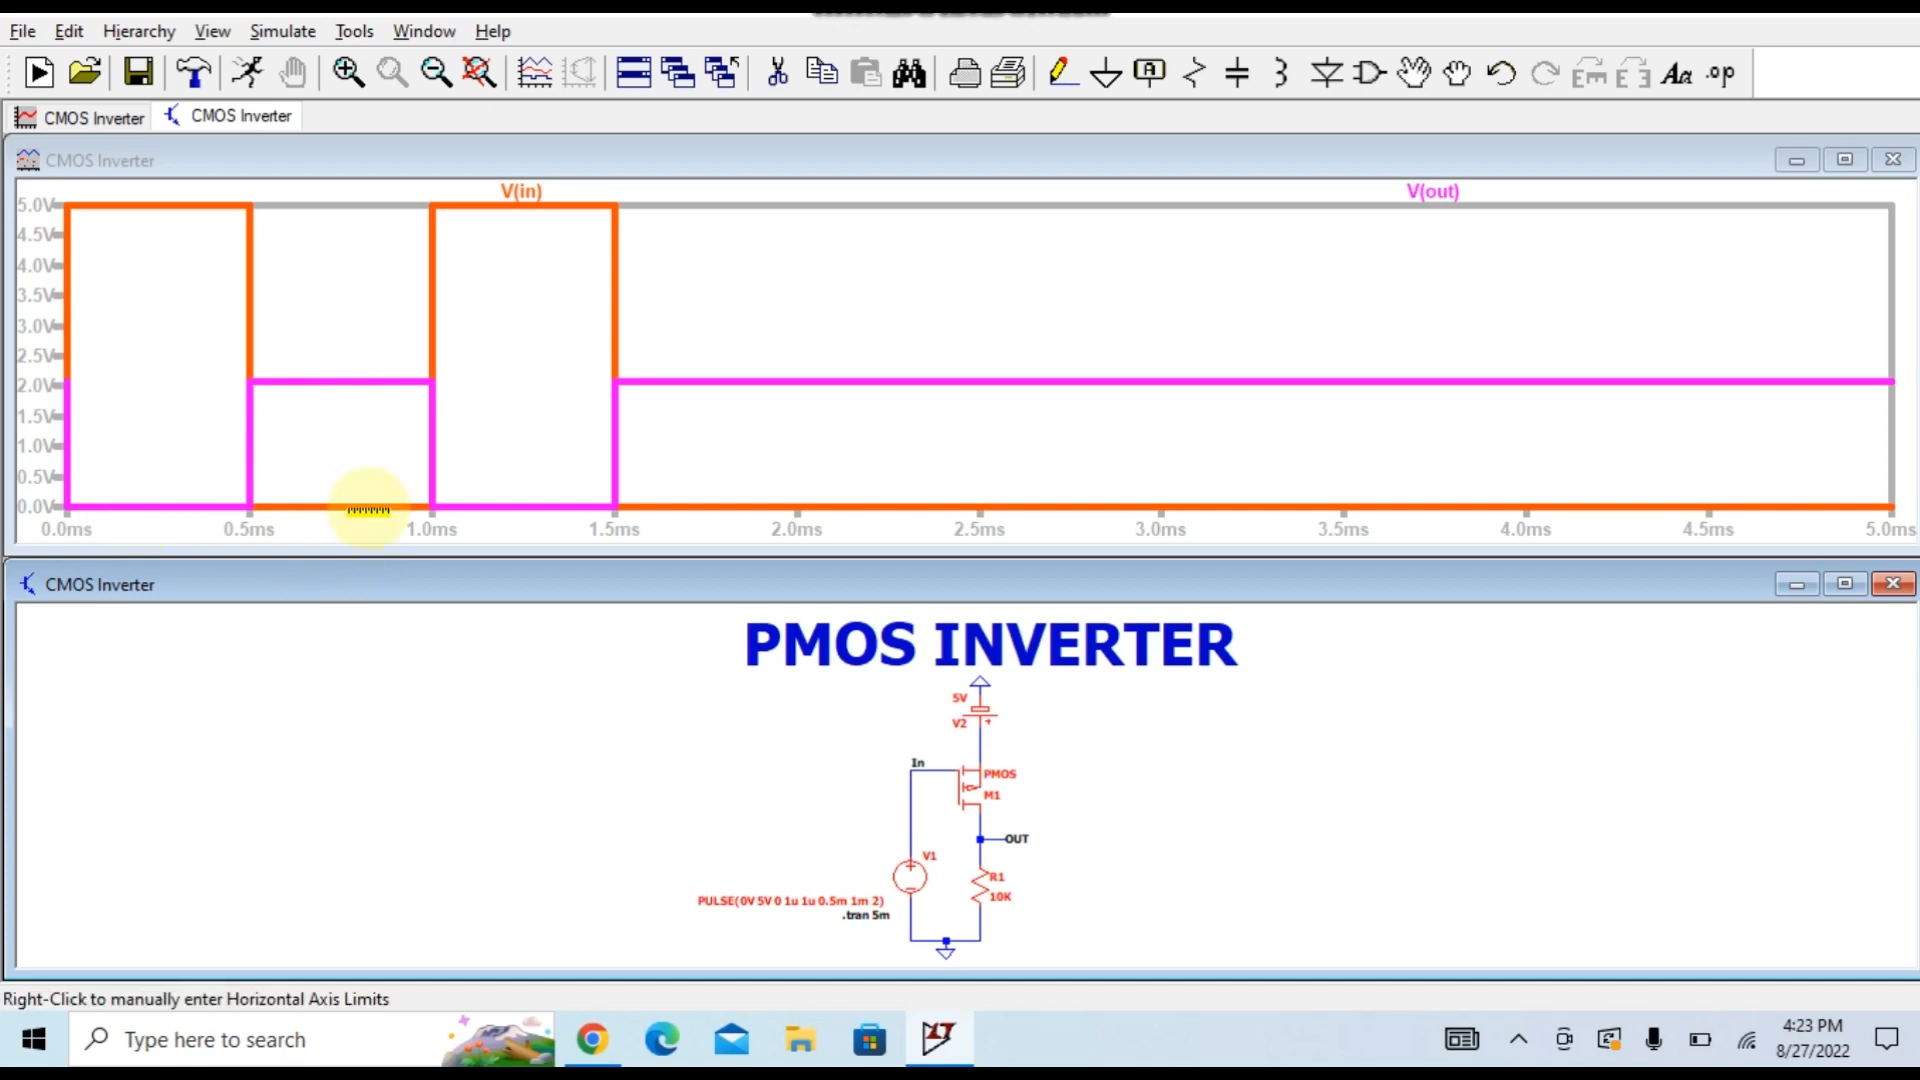 File Edit Hierarchy View Simulate Tools Window Help
Aa .op
CMOS Inverter CMOS Inverter
CMOS Inverter
V(in) V(out)
5.0V
4.5V
4.0V
3.5V
3.0V
2.5V
2.0V
1.5V
1.0V
0.5V
0.0V
0.0ms 0.5ms 1.0ms 1.5ms 2.0ms 2.5ms 3.0ms 3.5ms 4.0ms 4.5ms 5.0ms
CMOS Inverter
PMOS INVERTER
5V
V2
In
PMOS
M1
OUT
V1
R1
10K
PULSE(0V 5V 0 1u 1u 0.5m 1m 2)
.tran 5m
Right-Click to manually enter Horizontal Axis Limits
Type here to search
4:23 PM
8/27/2022